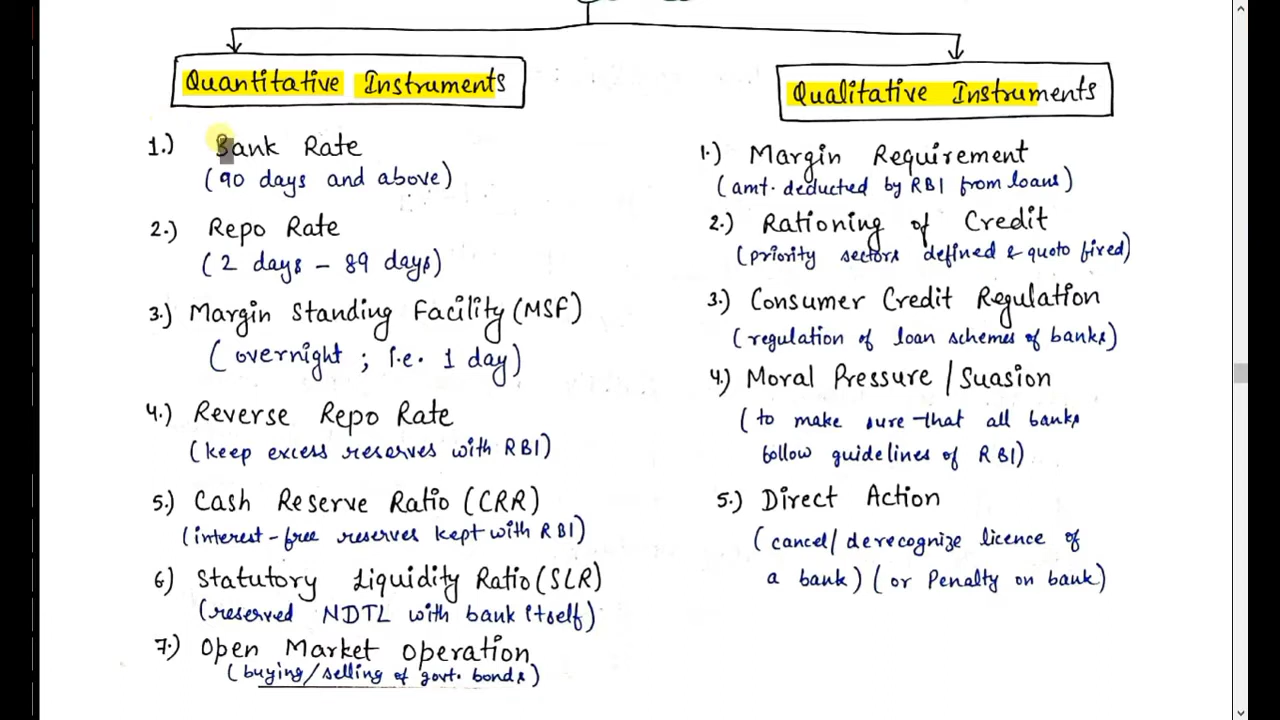 Quantitative Instruments
1.) Bank Rate
(90 days and above)
2.) Repo Rate
(2 days - 89 days)
3.) Margin Standing Facility (MSF)
(overnight ; i.e. 1 day)
4.) Reverse Repo Rate
(keep excess reserves with RBI)
5.) Cash Reserve Ratio (CRR)
(interest-free reserves kept with RBI)
6) Statutory Liquidity Ratio (SLR)
(reserved NDTL with bank itself)
7.) Open Market Operation
(buying/selling of govt. bonds)
Qualitative Instruments
1.) Margin Requirement
(amt. deducted by RBI from loans)
2.) Rationing of Credit
(priority sectors defined & quoto fixed)
3.) Consumer Credit Regulation
(regulation of loan schemes of banks)
4.) Moral Pressure / Suasion
(to make sure that all banks
follow guidelines of RBI)
5.) Direct Action
(cancel/derecognize licence of
a bank) (or Penalty on bank)